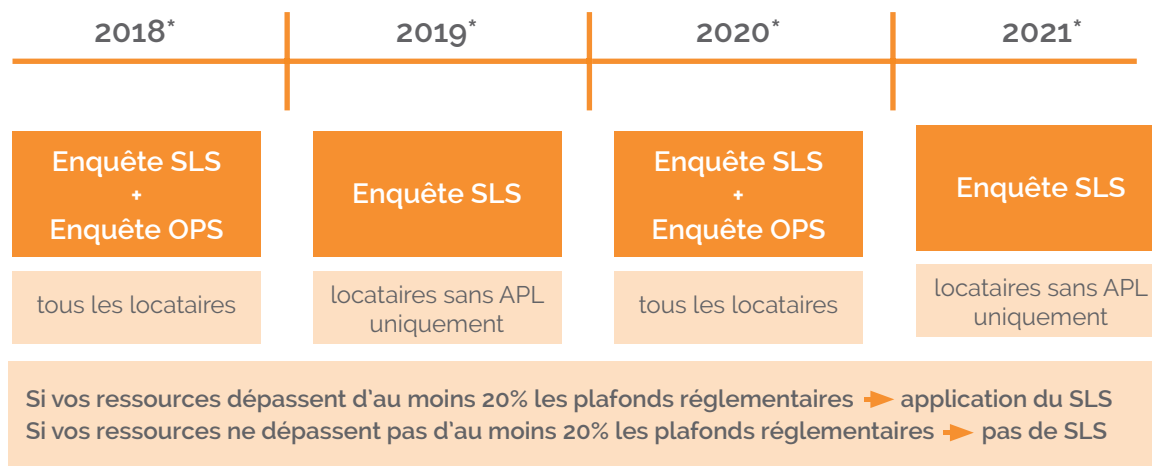 2018*
2019*
2020*
2021*
Enquête SLS
+
Enquête OPS
Enquête SLS
Enquête SLS
+
Enquête OPS
Enquête SLS
tous les locataires
locataires sans APL
uniquement
tous les locataires
locataires sans APL
uniquement
Si vos ressources dépassent d'au moins 20% les plafonds réglementaires application du SLS
Si vos ressources ne dépassent pas d'au moins 20% les plafonds réglementaires pas de SLS